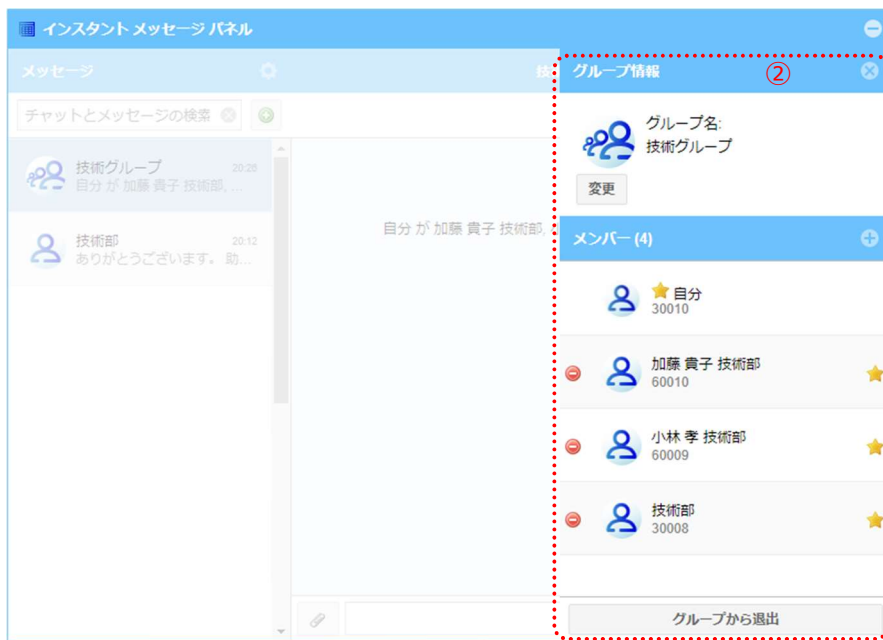 インスタント メッセージ パネル
メッセージ
技
チャットとメッセージの検索
技術グループ 20:28
自分 が 加藤 貴子 技術部, ...
技術部 20:12
ありがとうございます。 助...
自分 が 加藤 貴子 技術部,
グループ情報 ②
グループ名:
技術グループ
変更
メンバー (4)
自分
30010
加藤 貴子 技術部
60010
小林 孝 技術部
60009
技術部
30008
グループから退出